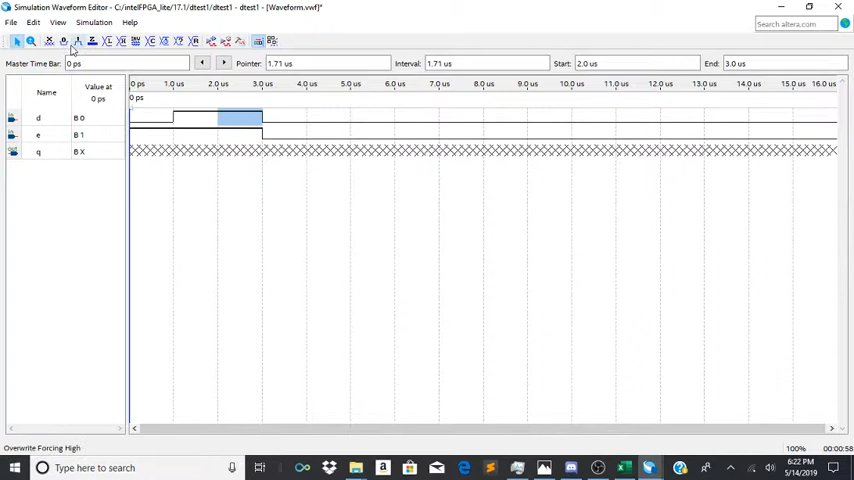 Simulation Waveform Editor - C:/intelFPGA_lite/17.1/dtest1/dtest1 - dtest1 - [Waveform.vwf]*
File Edit View Simulation Help
Search altera.com
Master Time Bar: 0 ps Pointer: 1.71 us Interval: 1.71 us Start: 2.0 us End: 3.0 us
Name Value at 0 ps
0 ps 1.0 us 2.0 us 3.0 us 4.0 us 5.0 us 6.0 us 7.0 us 8.0 us 9.0 us 10.0 us 11.0 us 12.0 us 13.0 us 14.0 us 15.0 us 16.0 us
0 ps
d B 0
e B 1
q B X
Overwrite Forcing High 100% 00:00:58
Type here to search
6:22 PM
5/14/2019